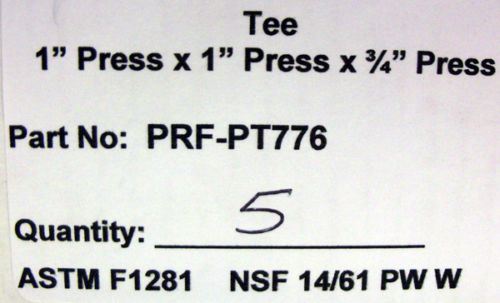 Tee
1” Press x 1” Press x ¾” Press
Part No: PRF-PT776
Quantity: 5
ASTM F1281 NSF 14/61 PW W